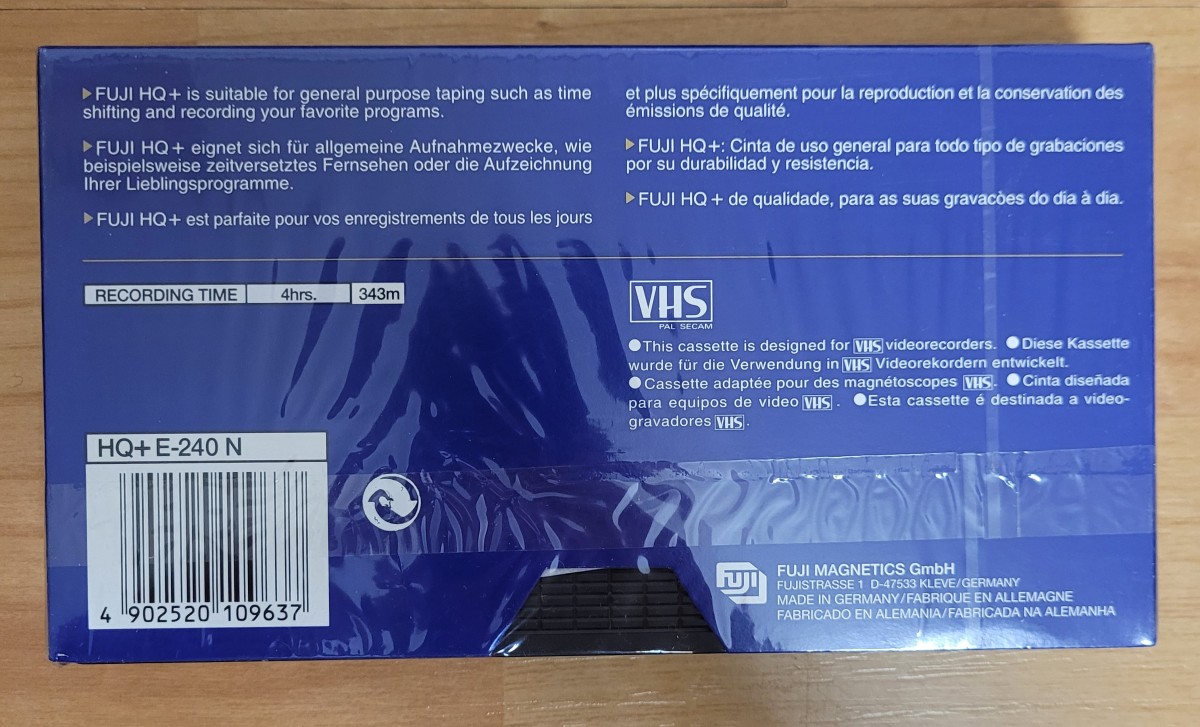 ▶FUJI HQ+ is suitable for general purpose taping such as time
shifting and recording your favorite programs.
▶FUJI HQ+ eignet sich für allgemeine Aufnahmezwecke, wie
beispielsweise zeitversetztes Fernsehen oder die Aufzeichnung
Ihrer Lieblingsprogramme.
▶FUJI HQ+ est parfaite pour vos enregistrements de tous les jours
et plus spécifiquement pour la reproduction et la conservation des
émissions de qualité.
▶FUJI HQ+: Cinta de uso general para todo tipo de grabaciones
por su durabilidad y resistencia.
▶FUJI HQ+ de qualidade, para as suas gravacões do dia à dia.
RECORDING TIME 4hrs. 343m
VHS
PAL SECAM
●This cassette is designed for VHS videorecorders. ●Diese Kassette
wurde für die Verwendung in VHS Videorekordern entwickelt.
●Cassette adaptée pour des magnétoscopes VHS. ●Cinta diseñada
para equipos de video VHS. ●Esta cassette é destinada a video-
gravadores VHS.
HQ+ E-240 N
4 902520 109637
FUJI
FUJI MAGNETICS GmbH
FUJISTRASSE 1 D-47533 KLEVE/GERMANY
MADE IN GERMANY/FABRIQUE EN ALLEMAGNE
FABRICADO EN ALEMANIA/FABRICADA NA ALEMANHA